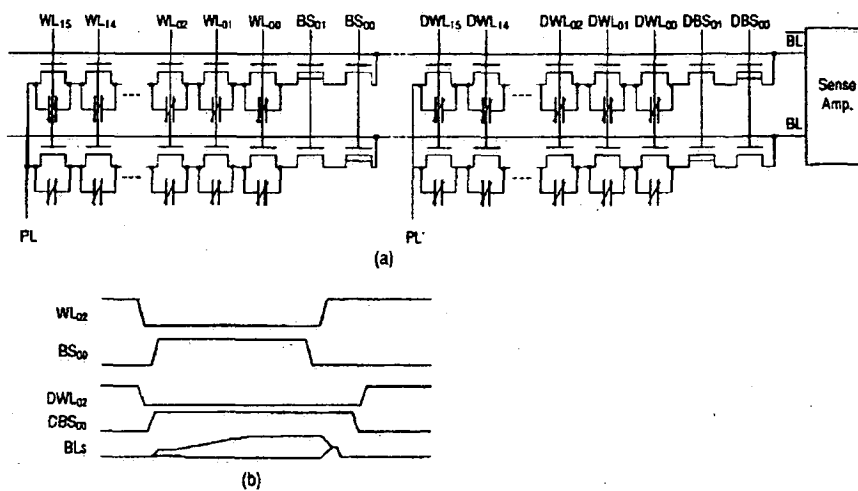 WL15 WL14 WL02 WL01 WL00 BS01 BS00 DWL15 DWL14 DWL02 DWL01 DWL00 DBS01 DBS00
BL
Sense
Amp.
BL
PL PL'
(a)
WL02
BS00
DWL02
DBS00
BLs
(b)